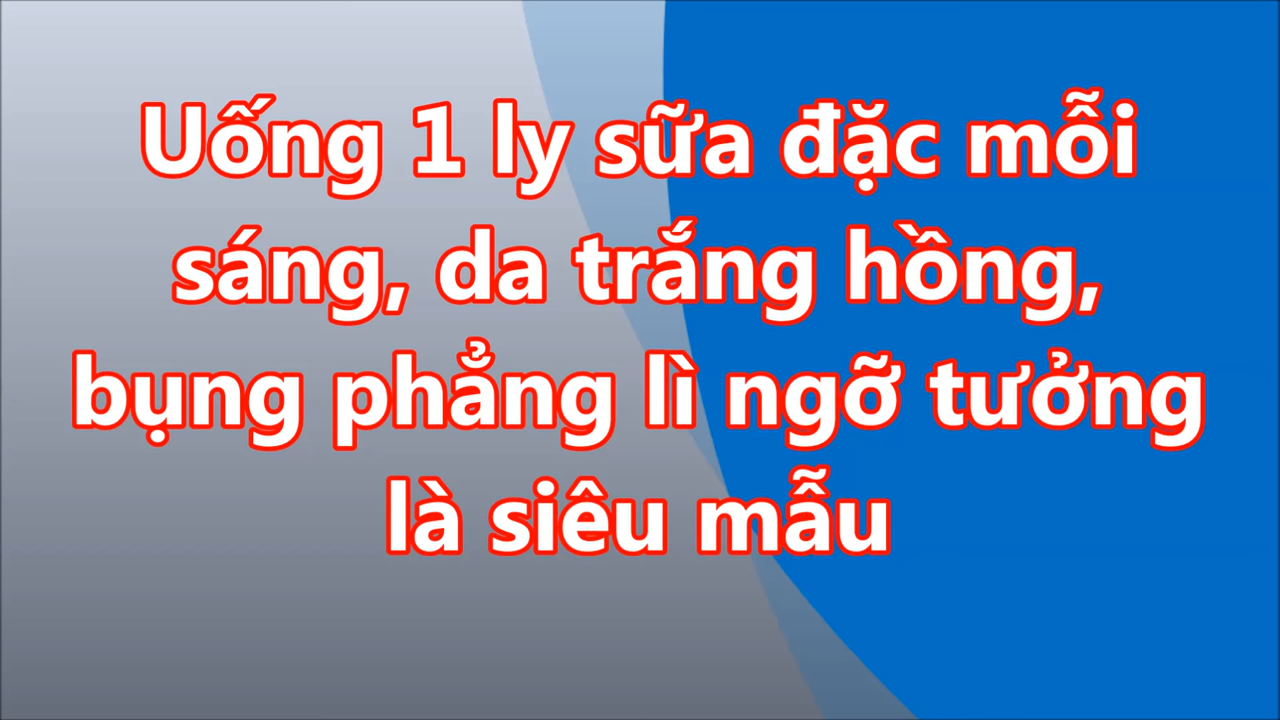 Uống 1 ly sữa đặc mỗi
sáng, da trắng hồng,
bụng phẳng lì ngỡ tưởng
là siêu mẫu